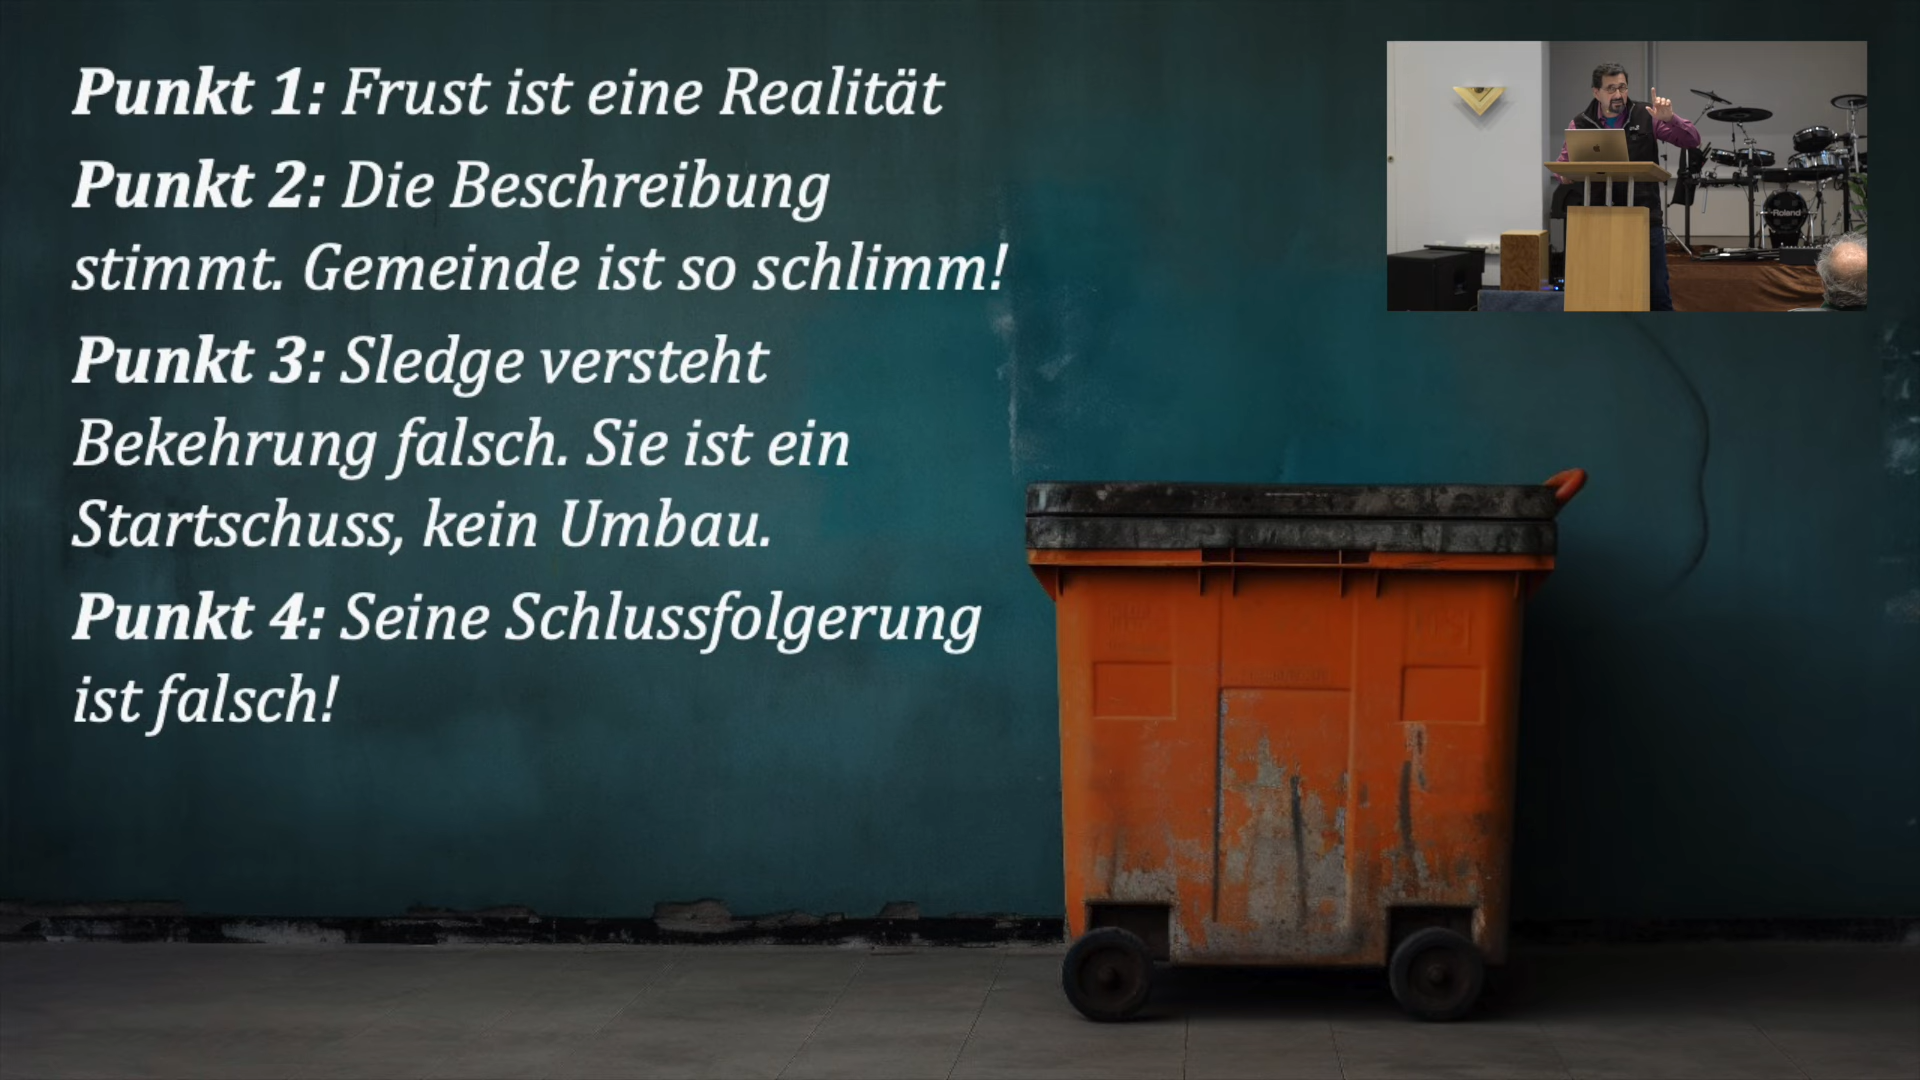 Punkt 1: Frust ist eine Realität
Punkt 2: Die Beschreibung
stimmt. Gemeinde ist so schlimm!
Punkt 3: Sledge versteht
Bekehrung falsch. Sie ist ein
Startschuss, kein Umbau.
Punkt 4: Seine Schlussfolgerung
ist falsch!
Roland